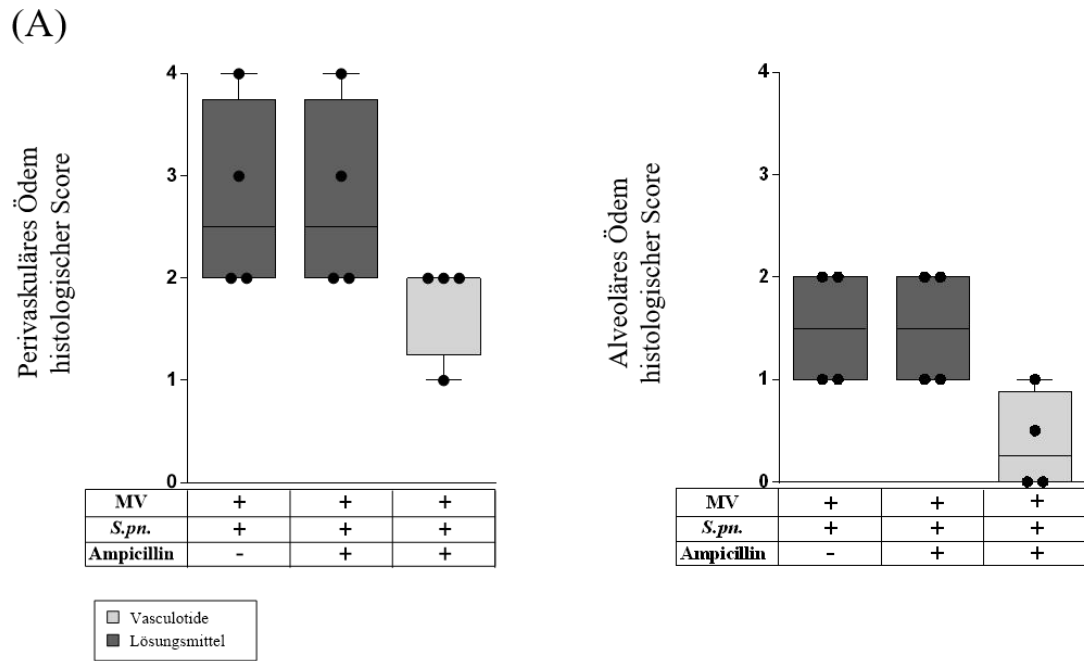 (A)
Perivaskuläres Ödem
histologischer Score
4
3
2
1
0
MV + + +
S.pn. + + +
Ampicillin - + +
Alveoläres Ödem
histologischer Score
4
3
2
1
0
MV + + +
S.pn. + + +
Ampicillin - + +
Vasculotide
Lösungsmittel